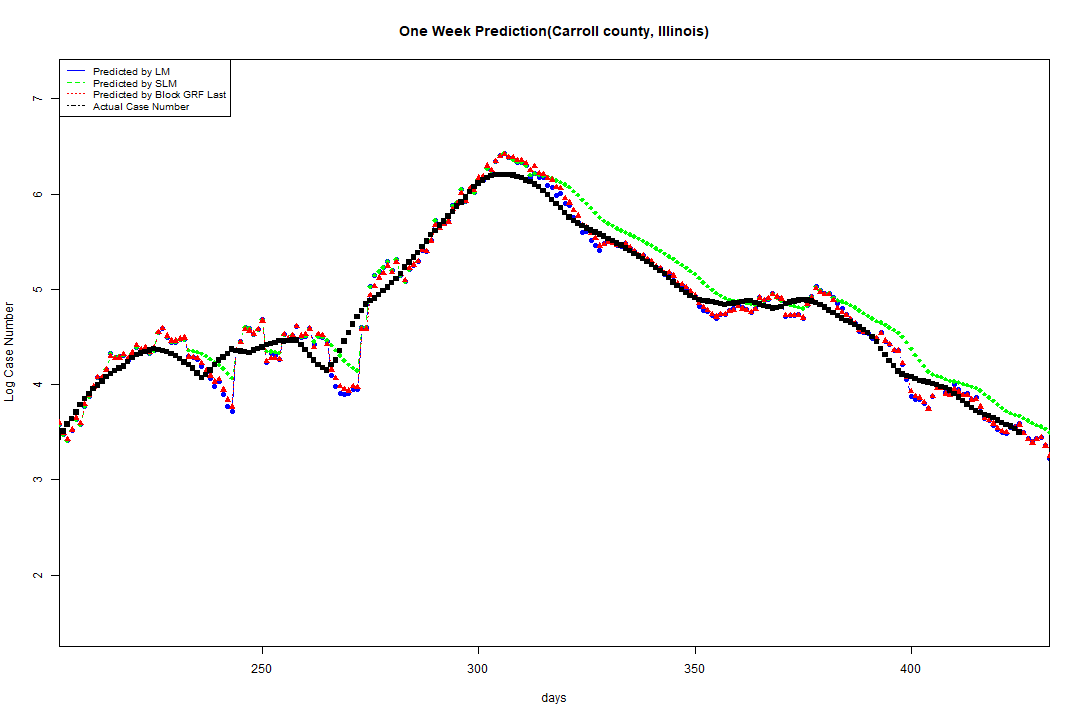 One Week Prediction(Carroll county, Illinois)
Predicted by LM
Predicted by SLM
Predicted by Block GRF Last
Actual Case Number
7
6
5
4
3
2
Log Case Number
250 300 350 400
days